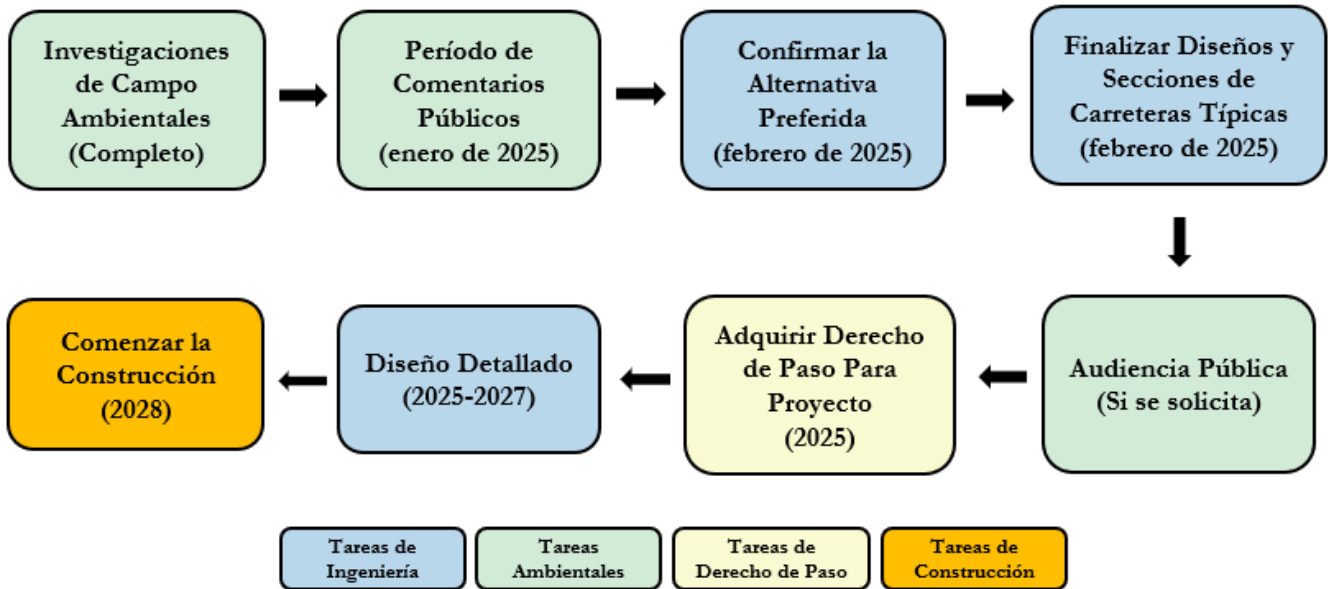 Investigaciones
de Campo
Ambientales
(Completo)
Período de
Comentarios
Públicos
(enero de 2025)
Confirmar la
Alternativa
Preferida
(febrero de 2025)
Finalizar Diseños y
Secciones de
Carreteras Típicas
(febrero de 2025)
Audiencia Pública
(Si se solicita)
Adquirir Derecho
de Paso Para
Proyecto
(2025)
Diseño Detallado
(2025-2027)
Comenzar la
Construcción
(2028)
Tareas de
Ingeniería
Tareas
Ambientales
Tareas de
Derecho de Paso
Tareas de
Construcción